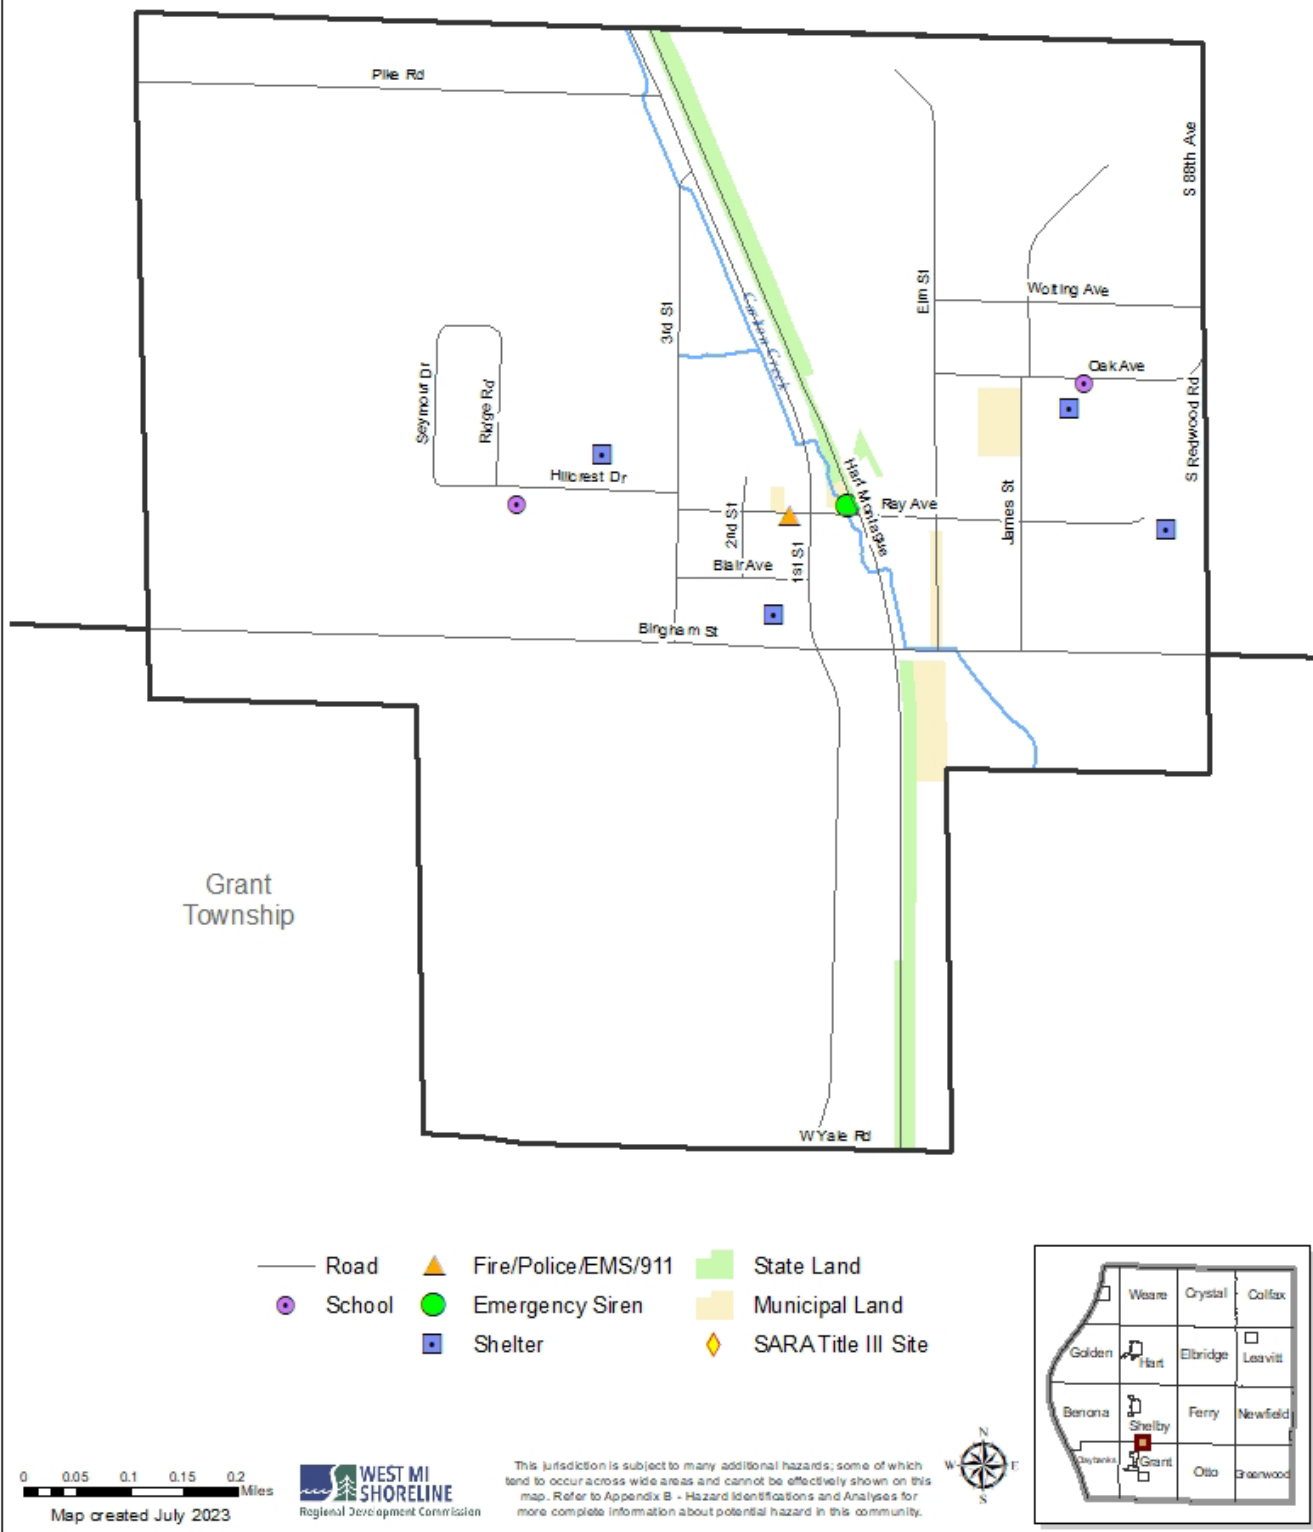 Pike Rd
S 88th Ave
Elm St
Wolting Ave
3rd St
Carlton Creek
Oak Ave
Seymour Dr
Ridge Rd
S Redwood Rd
Hillcrest Dr
Hart Montague
Ray Ave
James St
2nd St
1st St
Blair Ave
Bingham St
Grant
Township
W Yale Rd
Road
Fire/Police/EMS/911
State Land
School
Emergency Siren
Municipal Land
Shelter
SARA Title III Site
Weare
Crystal
Colfax
Golden
Hart
Elbridge
Leavitt
Benona
Shelby
Ferry
Newfield
Claybanks
Grant
Otto
Greenwood
N
W
E
S
0 0.05 0.1 0.15 0.2
Miles
Map created July 2023
WEST MI
SHORELINE
Regional Development Commission
This jurisdiction is subject to many additional hazards; some of which
tend to occur across wide areas and cannot be effectively shown on this
map. Refer to Appendix B - Hazard Identifications and Analyses for
more complete information about potential hazard in this community.